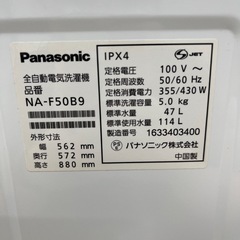 Panasonic
全自動電気洗濯機
品番
NA-F50B9
外形寸法
幅 562 mm
奥行 572 mm
高さ 880 mm
IPX4
S JET
定格電圧 100 V～
定格周波数 50/60 Hz
定格消費電力 355/430 W
標準洗濯容量 5.0 kg
標準水量 47 L
標準使用水量 114 L
製造番号 1633403400
パナソニック株式会社
中国製